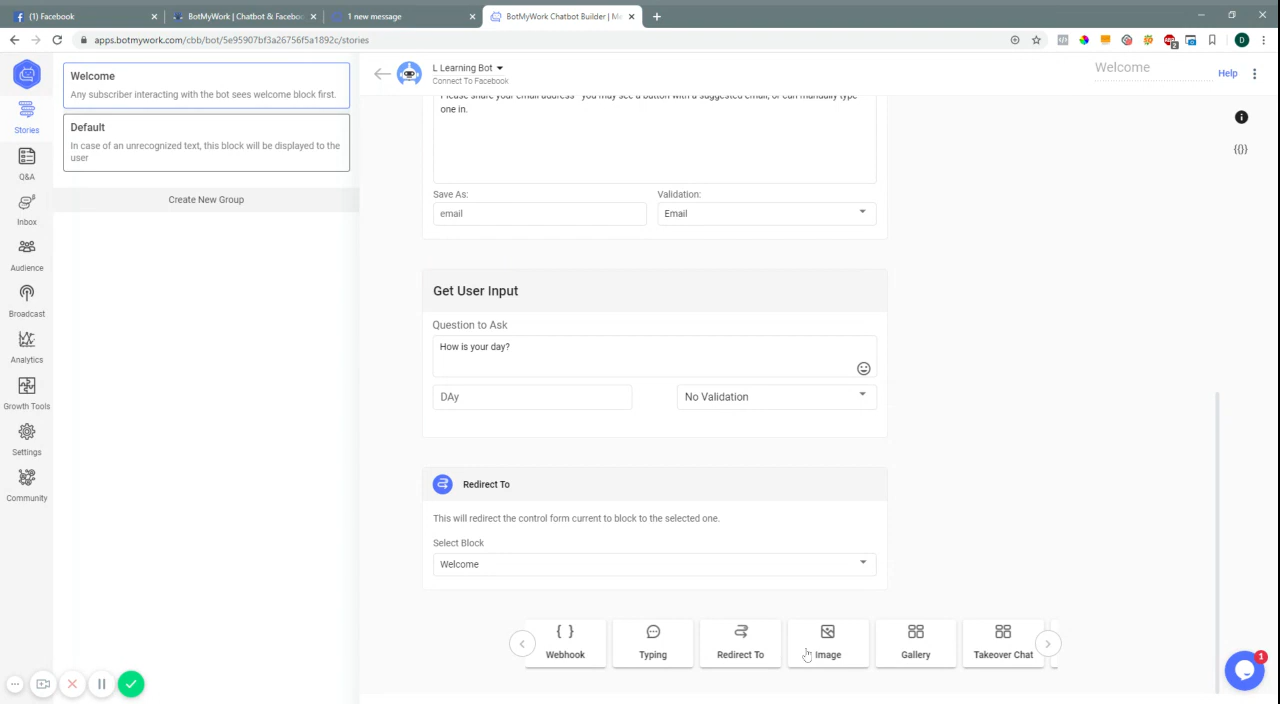 (1) Facebook
BotMyWork | Chatbot & Faceboo
1 new message
BotMyWork Chatbot Builder | Me
apps.botmywork.com/cbb/bot/5e95907bf3a26756f5a1892c/stories
2
D
Stories
Q&A
Inbox
Audience
Broadcast
Analytics
Growth Tools
Settings
Community
Welcome
Any subscriber interacting with the bot sees welcome block first.
Default
In case of an unrecognized text, this block will be displayed to the
user
Create New Group
L Learning Bot
Connect To Facebook
Welcome
Help
Please share your email address - you may see a button with a suggested email, or can manually type
one in.
Save As:
Validation:
email
Email
Get User Input
Question to Ask
How is your day?
DAy
No Validation
Redirect To
This will redirect the control form current to block to the selected one.
Select Block
Welcome
Webhook
Typing
Redirect To
Image
Gallery
Takeover Chat
1